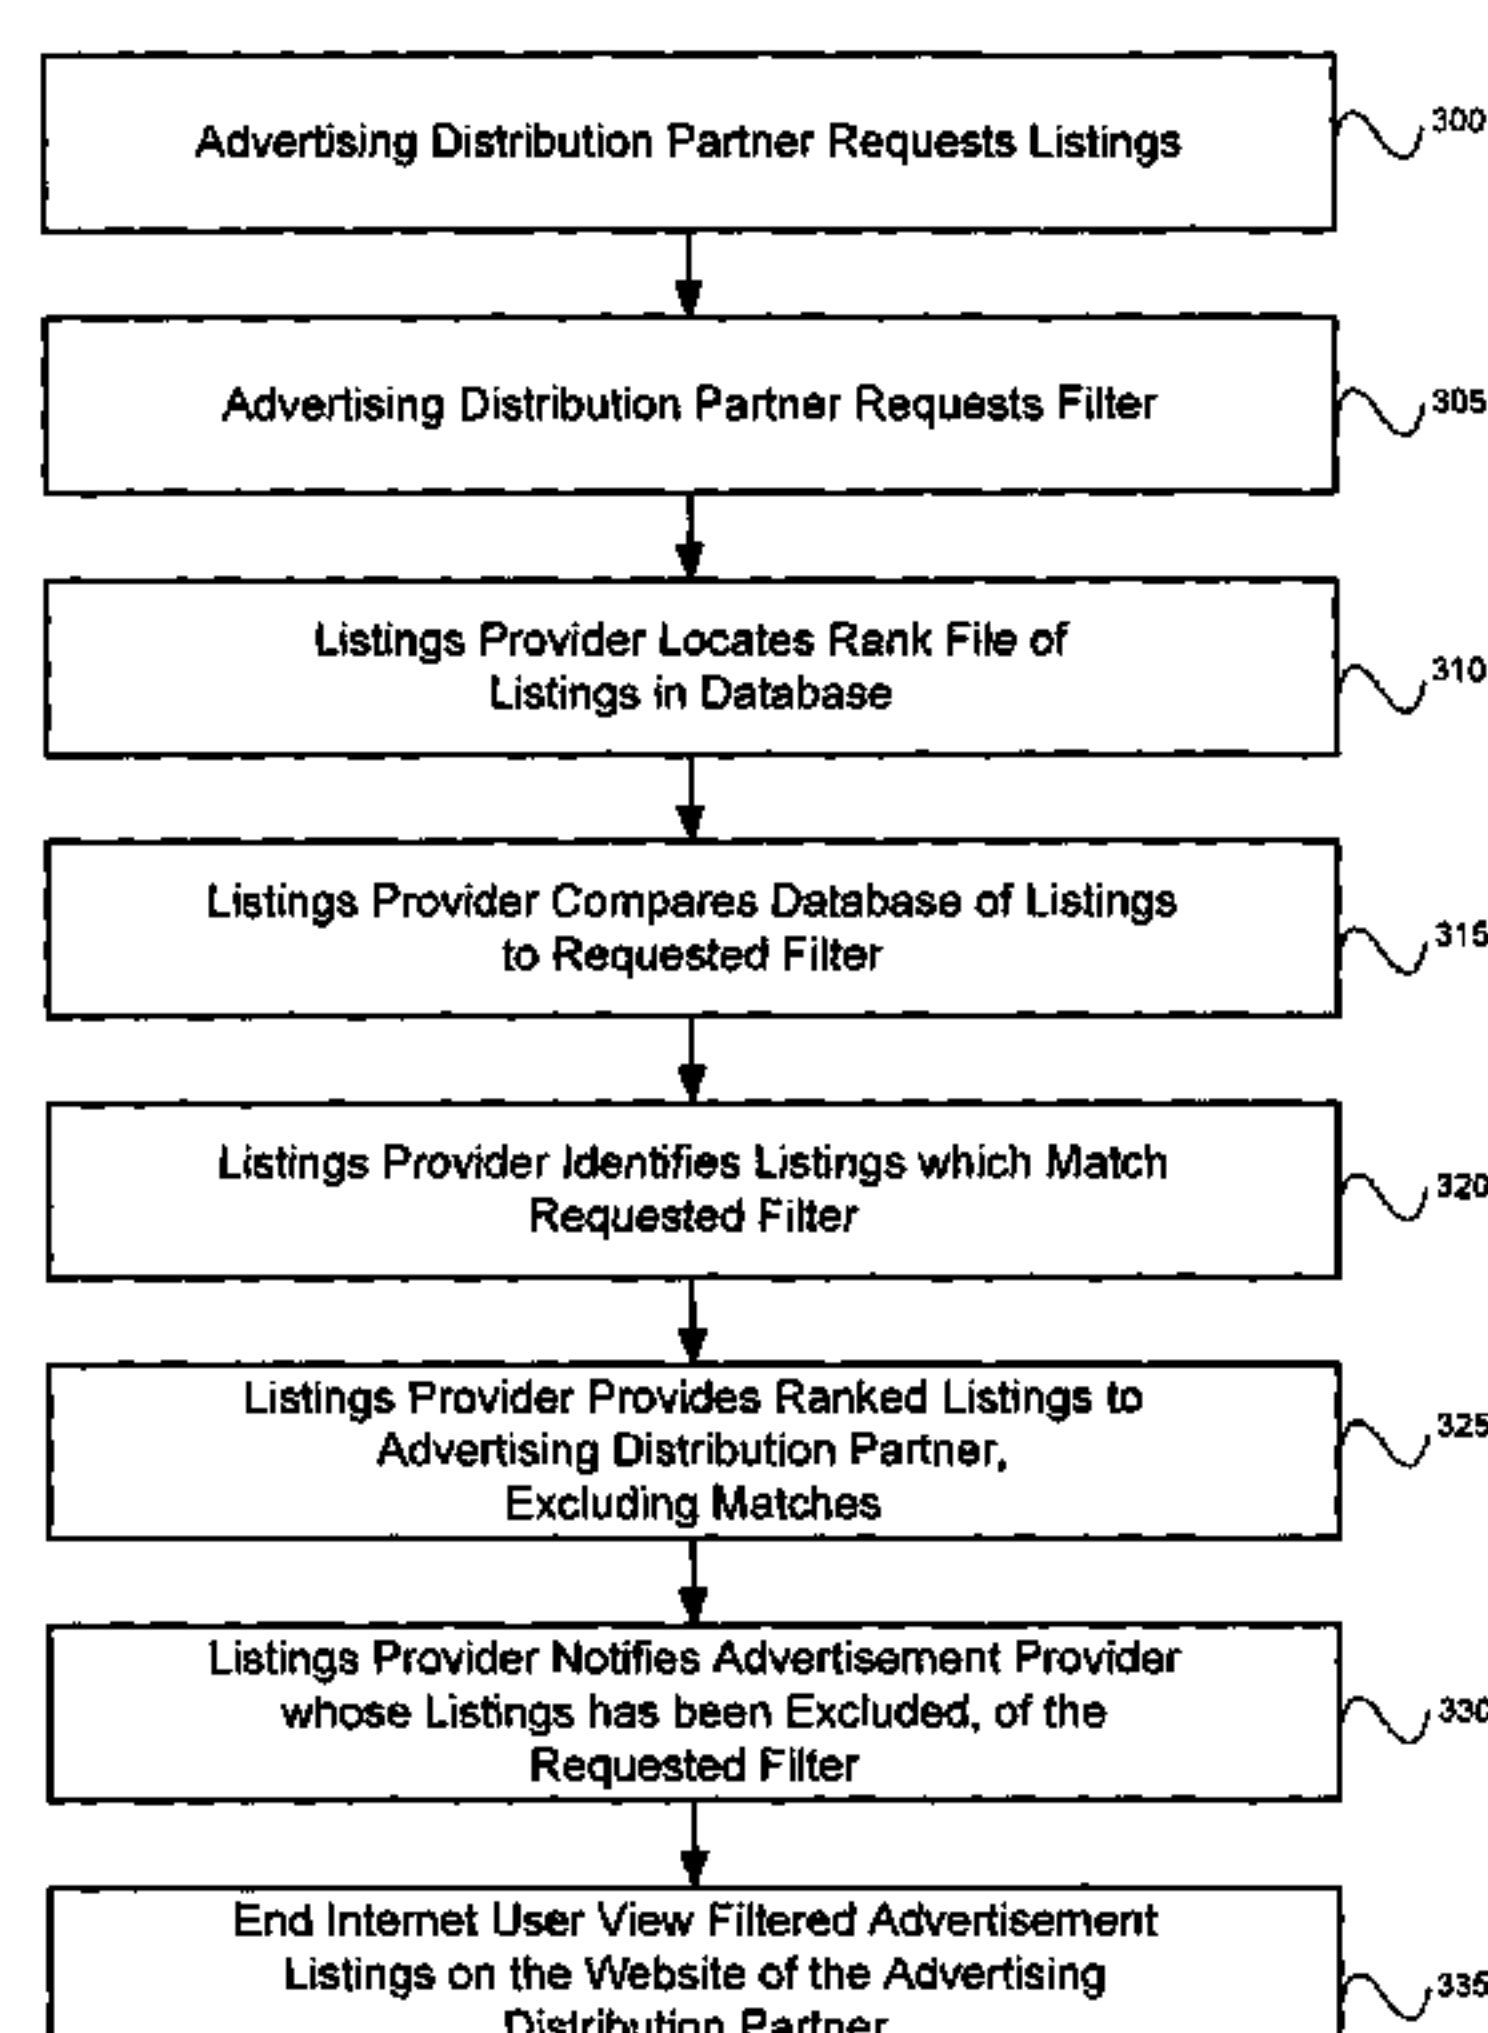 Advertising Distribution Partner Requests Listings
300
Advertising Distribution Partner Requests Filter
305
Listings Provider Locates Rank File of
Listings in Database
310
Listings Provider Compares Database of Listings
to Requested Filter
315
Listings Provider Identifies Listings which Match
Requested Filter
320
Listings Provider Provides Ranked Listings to
Advertising Distribution Partner,
Excluding Matches
325
Listings Provider Notifies Advertisement Provider
whose Listings has been Excluded, of the
Requested Filter
330
End Internet User View Filtered Advertisement
Listings on the Website of the Advertising
Distribution Partner
335